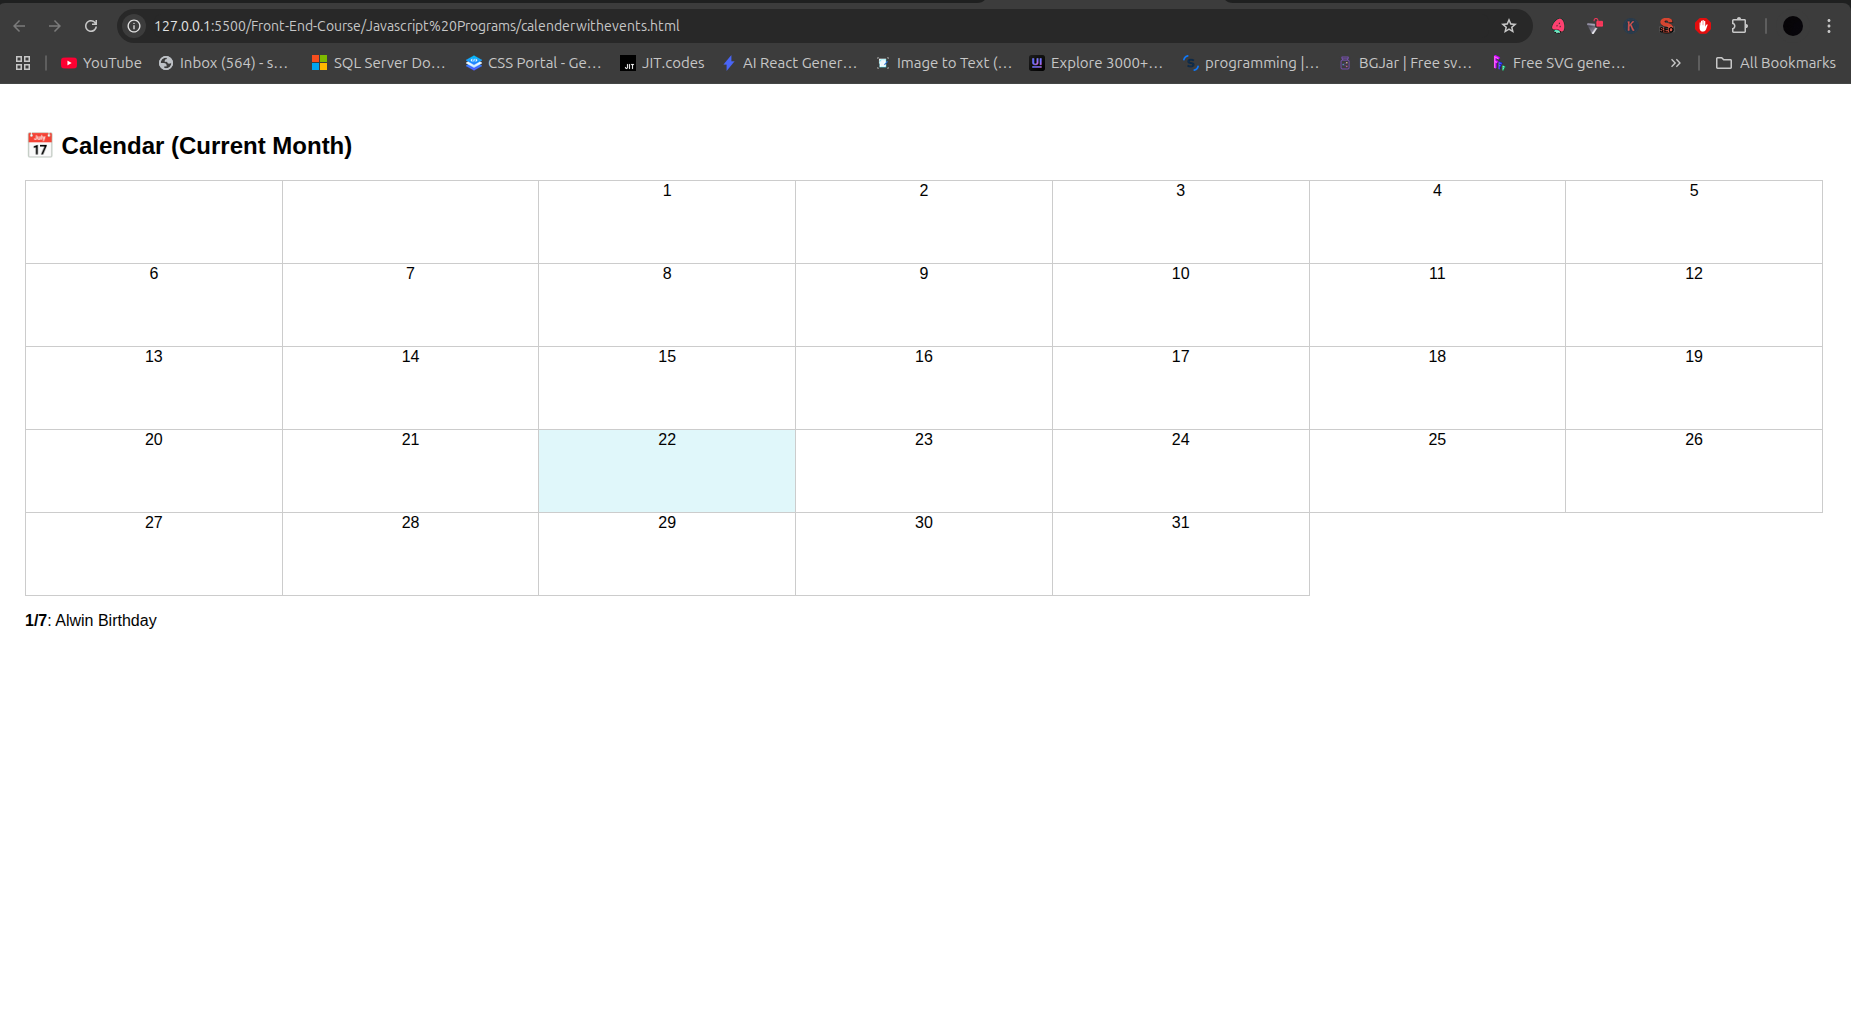 127.0.0.1:5500/Front-End-Course/Javascript%20Programs/calenderwithevents.html
YouTube Inbox (564) - s... SQL Server Do... CSS Portal - Ge... JIT.codes AI React Gener... Image to Text (... Explore 3000+... programming |... BGJar | Free sv... Free SVG gene... » All Bookmarks
July 17 Calendar (Current Month)
1 2 3 4 5
6 7 8 9 10 11 12
13 14 15 16 17 18 19
20 21 22 23 24 25 26
27 28 29 30 31
1/7: Alwin Birthday